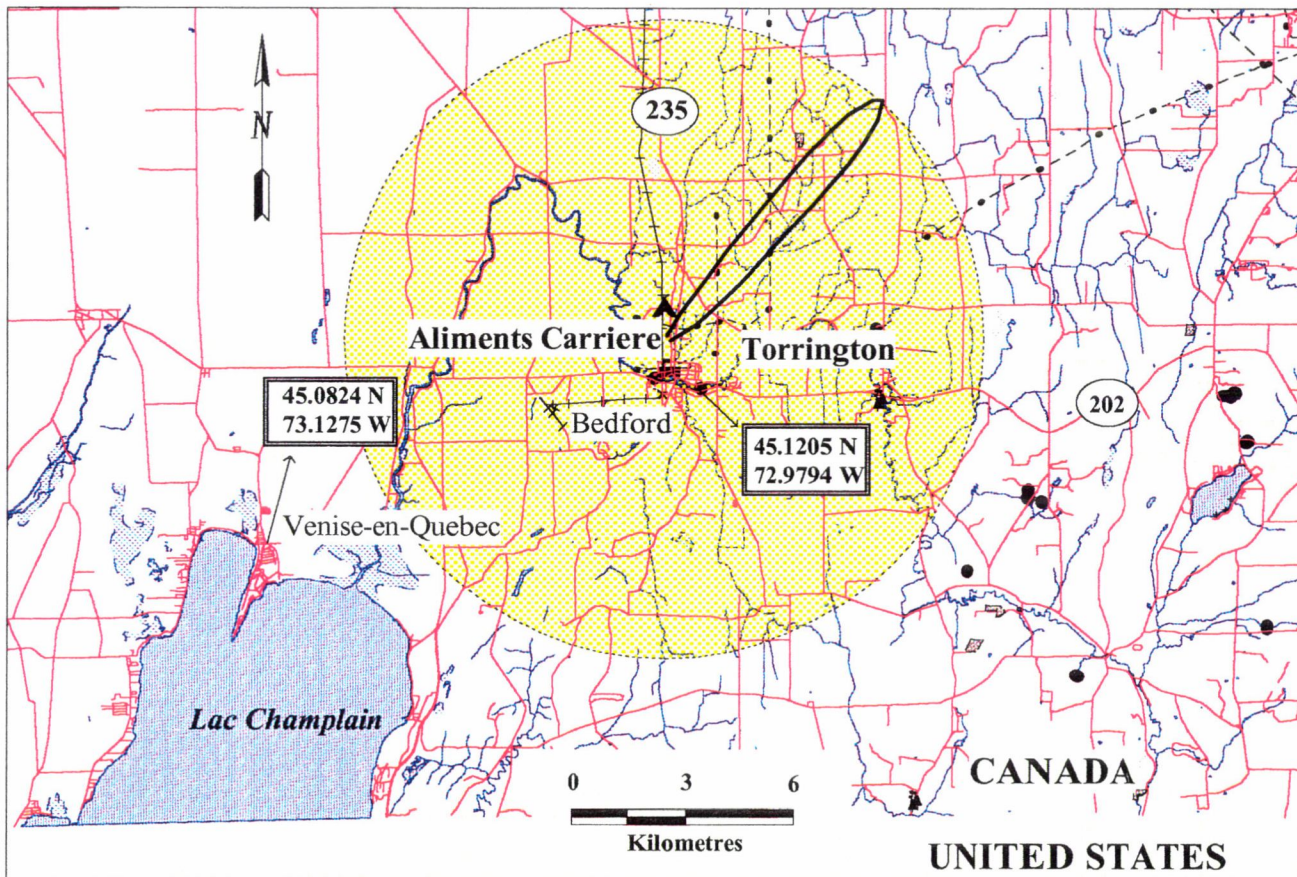 N
235
Aliments Carriere
Torrington
45.0824 N
73.1275 W
202
Bedford
45.1205 N
72.9794 W
Venise-en-Quebec
Lac Champlain
0 3 6
Kilometres
CANADA
UNITED STATES